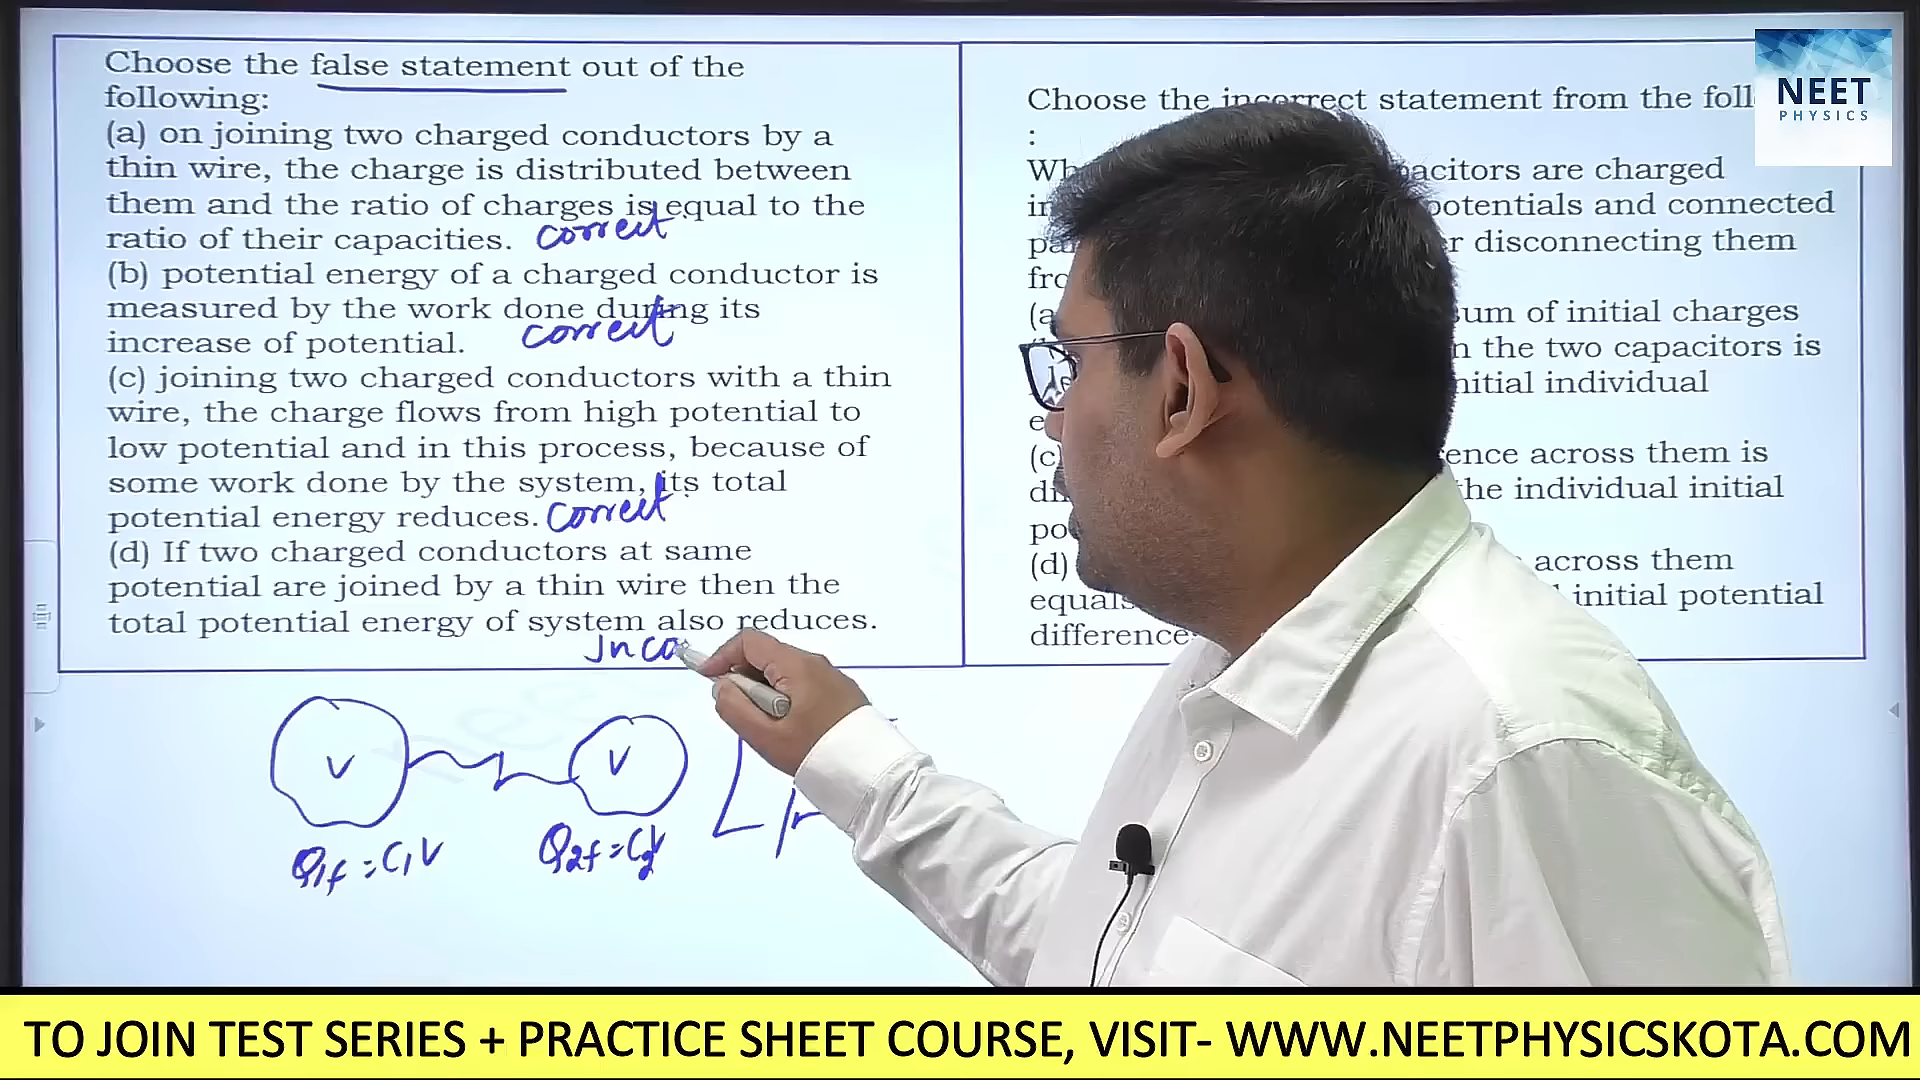 Choose the false statement out of the
following:
(a) on joining two charged conductors by a
thin wire, the charge is distributed between
them and the ratio of charges is equal to the
ratio of their capacities. correct
(b) potential energy of a charged conductor is
measured by the work done during its
increase of potential. correct
(c) joining two charged conductors with a thin
wire, the charge flows from high potential to
low potential and in this process, because of
some work done by the system, its total
potential energy reduces. correct
(d) If two charged conductors at same
potential are joined by a thin wire then the
total potential energy of system also reduces.
Inco
V
V
Q1f = C1V
Q2f = C2V
Choose the incorrect statement from the
:
acitors are charged
potentials and connected
disconnecting them
(a
sum of initial charges
the two capacitors is
initial individual
(c
across them is
the individual initial
(d)
across them
equals
initial potential
difference
NEET
PHYSICS
TO JOIN TEST SERIES + PRACTICE SHEET COURSE, VISIT- WWW.NEETPHYSICSKOTA.COM